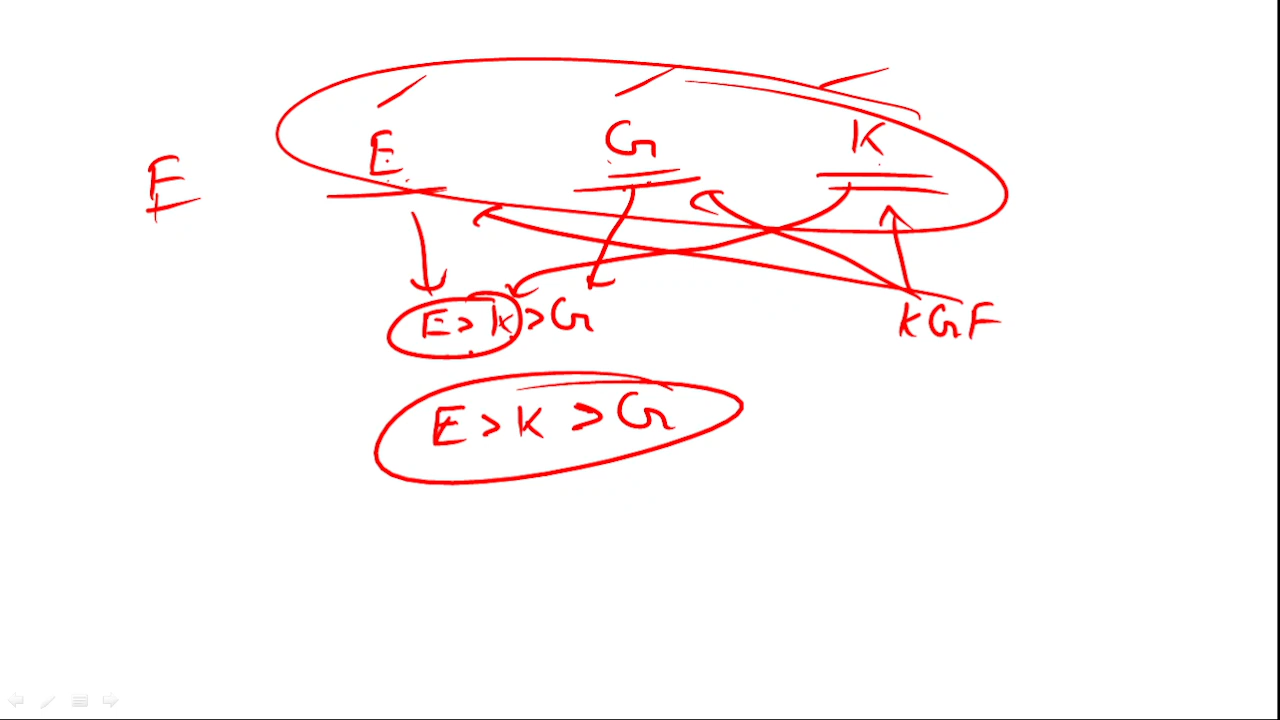 E G K
E
E > K > G
KGF
E > K > G